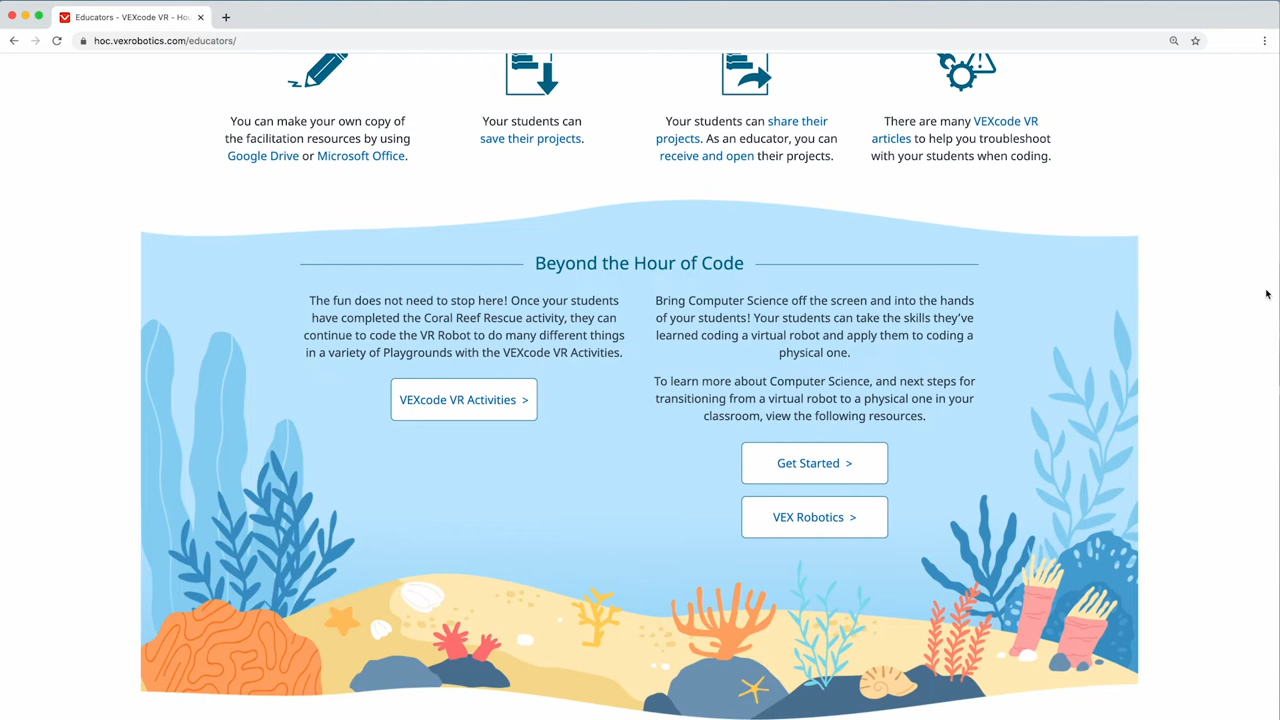 Educators - VEXcode VR - Hou
hoc.vexrobotics.com/educators/
You can make your own copy
of the facilitation resources by using
Google Drive or Microsoft Office.
Your students can
save their projects.
Your students can share their
projects. As an educator, you can
receive and open their projects.
There are many VEXcode VR
articles to help you troubleshoot
with your students when coding.
Beyond the Hour of Code
The fun does not need to stop here! Once your students
have completed the Coral Reef Rescue activity, they can
continue to code the VR Robot to do many different things
in a variety of Playgrounds with the VEXcode VR Activities.
VEXcode VR Activities >
Bring Computer Science off the screen and into the hands
of your students! Your students can take the skills they've
learned coding a virtual robot and apply them to coding a
physical one.
To learn more about Computer Science, and next steps for
transitioning from a virtual robot to a physical one in your
classroom, view the following resources.
Get Started >
VEX Robotics >